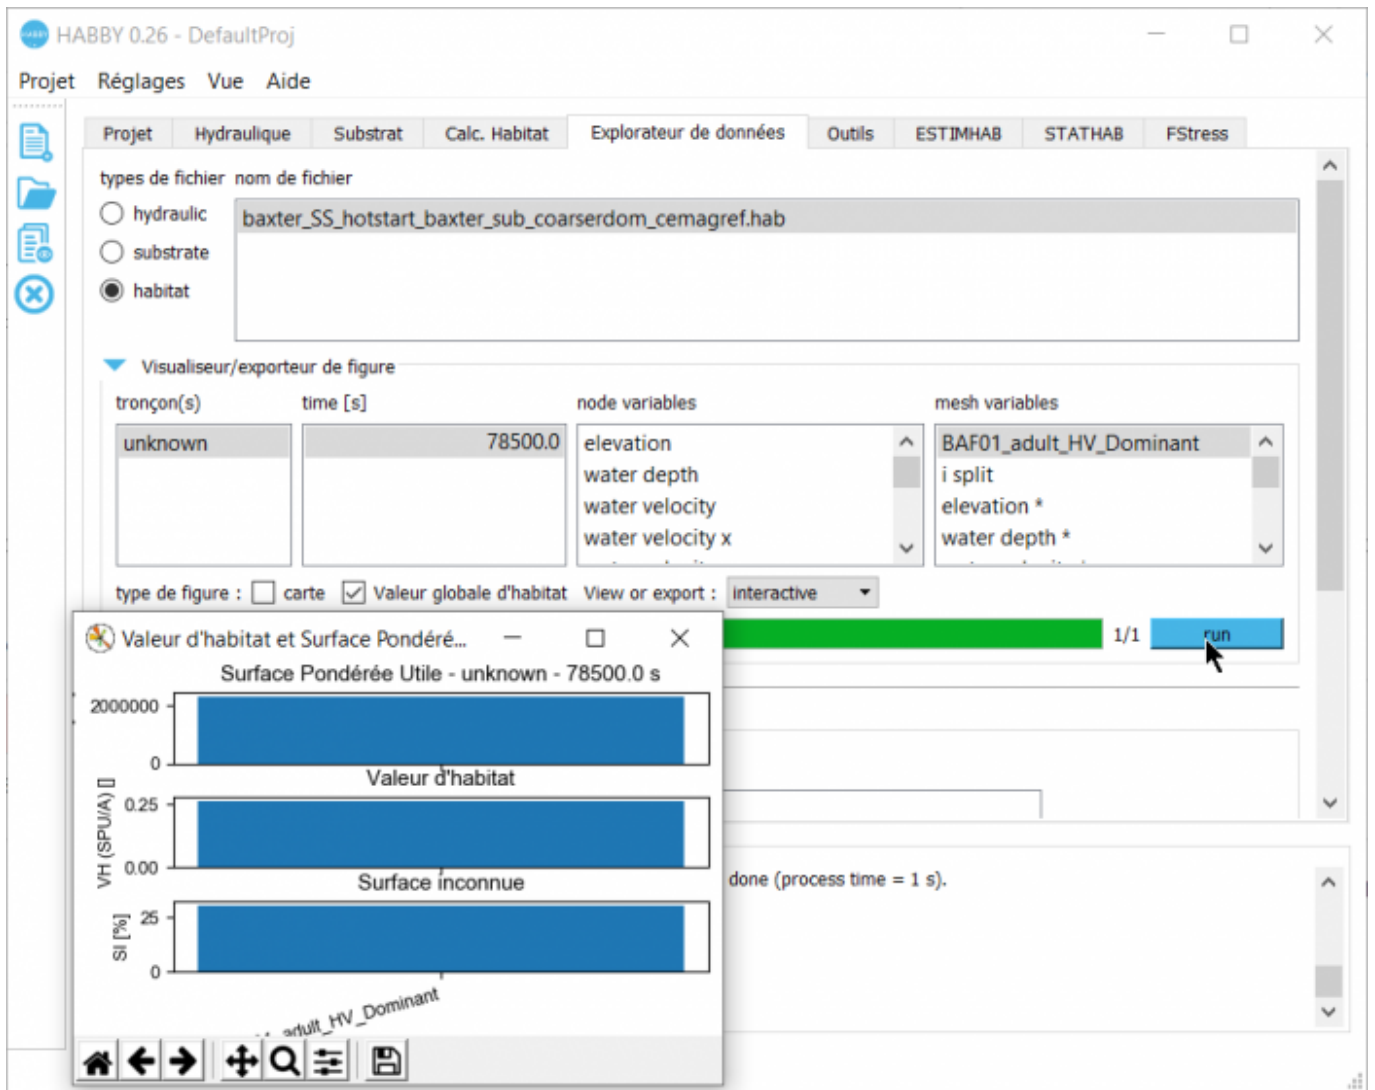 HABBY 0.26 - DefaultProj
Projet Réglages Vue Aide
Projet Hydraulique Substrat Calc. Habitat Explorateur de données Outils ESTIMHAB STATHAB FStress
types de fichier nom de fichier
hydraulic
baxter_SS_hotstart_baxter_sub_coarserdom_cemagref.hab
substrate
habitat
Visualiseur/exporteur de figure
tronçon(s) time [s] node variables mesh variables
unknown 78500.0 elevation BAF01_adult_HV_Dominant
water depth i split
water velocity elevation *
water velocity x water depth *
type de figure : carte Valeur globale d'habitat View or export : interactive
1/1 run
Valeur d'habitat et Surface Pondéré...
Surface Pondérée Utile - unknown - 78500.0 s
2000000
0
Valeur d'habitat
VH (SPU/A) []
0.25
0.00
Surface inconnue
SI [%]
25
0
adult_HV_Dominant
done (process time = 1 s).